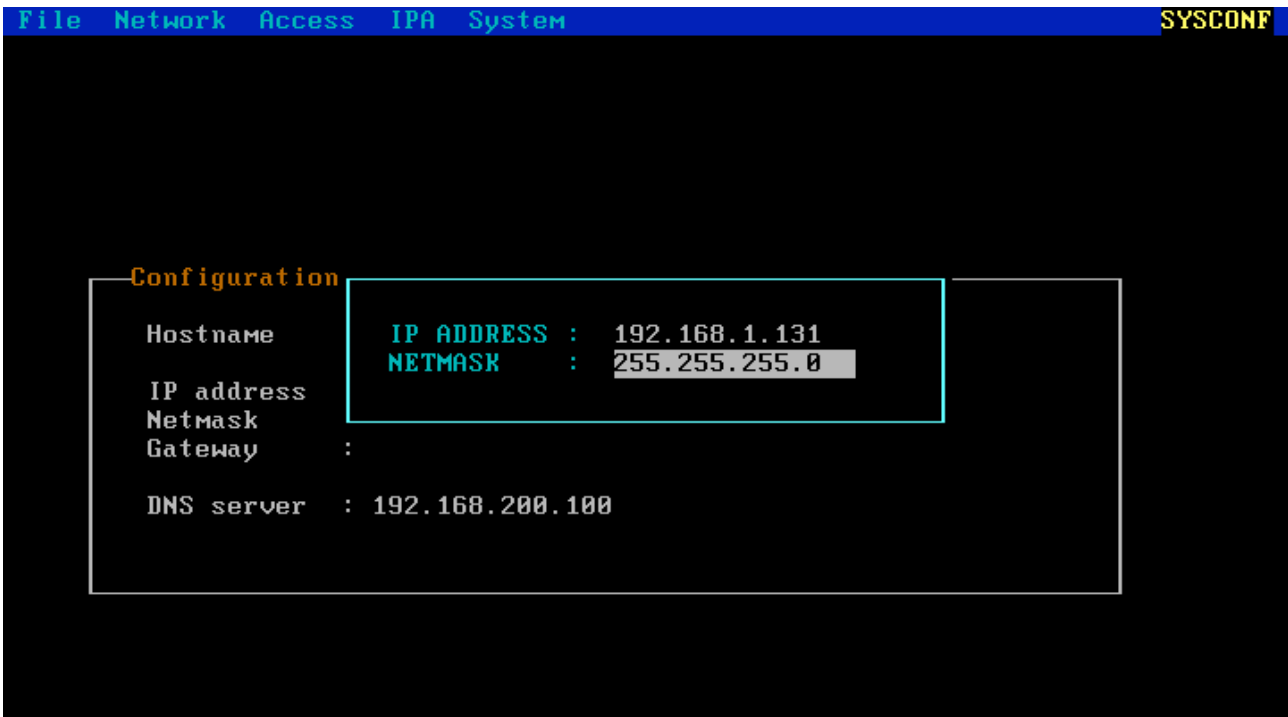 File Network Access IPA System SYSCONF
Configuration
Hostname
IP ADDRESS : 192.168.1.131
NETMASK : 255.255.255.0
IP address
Netmask
Gateway :
DNS server : 192.168.200.100